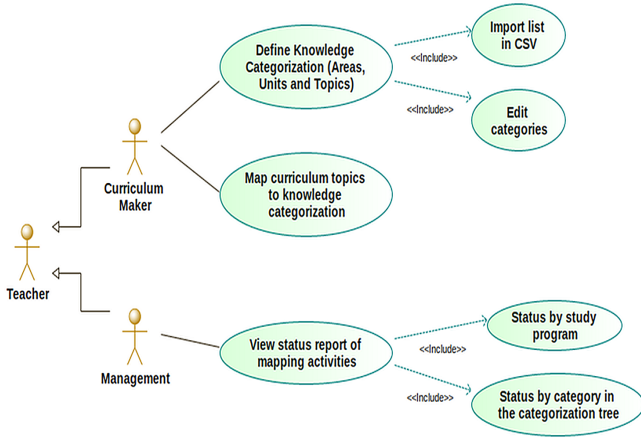 Define Knowledge
Categorization (Areas,
Units and Topics)
<<Include>>
Import list
in CSV
<<Include>>
Edit
categories
Curriculum
Maker
Map curriculum topics
to knowledge
categorization
Teacher
Management
View status report of
mapping activities
<<Include>>
Status by study
program
<<Include>>
Status by category in
the categorization tree